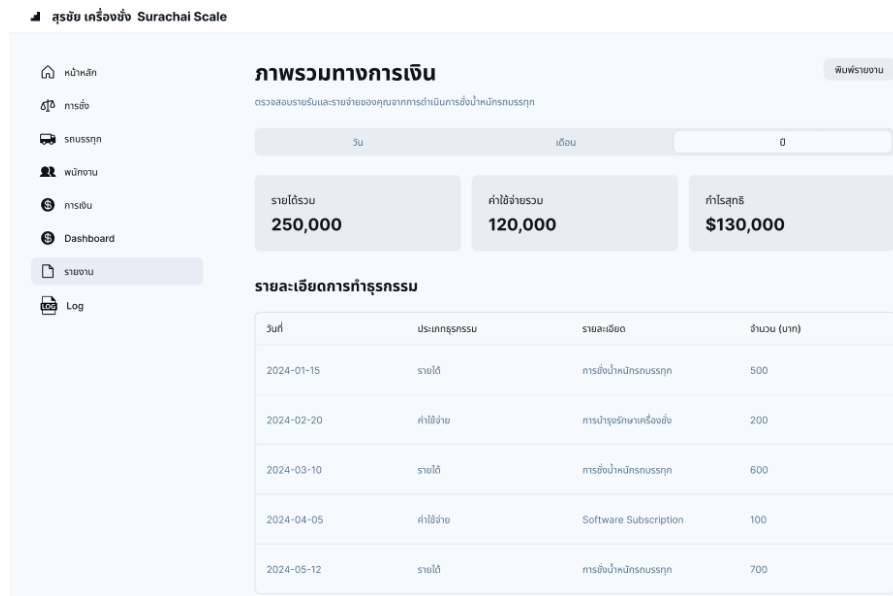 สุรชัย เครื่องชั่ง Surachai Scale
หน้าหลัก
การชั่ง
รถบรรทุก
พนักงาน
การเงิน
Dashboard
รายงาน
LOG Log
ภาพรวมทางการเงิน
พิมพ์รายงาน
ตรวจสอบรายรับและรายจ่ายของคุณจากการดำเนินการชั่งน้ำหนักรถบรรทุก
วัน เดือน ปี
รายได้รวม ค่าใช้จ่ายรวม กำไรสุทธิ
250,000 120,000 $130,000
รายละเอียดการทำธุรกรรม
วันที่ ประเภทธุรกรรม รายละเอียด จำนวน (บาท)
2024-01-15 รายได้ การชั่งน้ำหนักรถบรรทุก 500
2024-02-20 ค่าใช้จ่าย การบำรุงรักษาเครื่องชั่ง 200
2024-03-10 รายได้ การชั่งน้ำหนักรถบรรทุก 600
2024-04-05 ค่าใช้จ่าย Software Subscription 100
2024-05-12 รายได้ การชั่งน้ำหนักรถบรรทุก 700